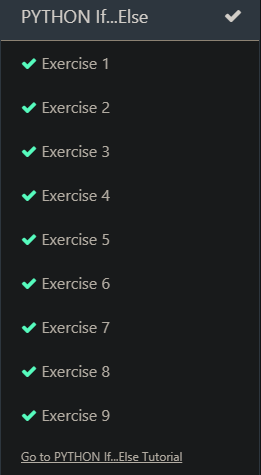 PYTHON If...Else
Exercise 1
Exercise 2
Exercise 3
Exercise 4
Exercise 5
Exercise 6
Exercise 7
Exercise 8
Exercise 9
Go to PYTHON If...Else Tutorial